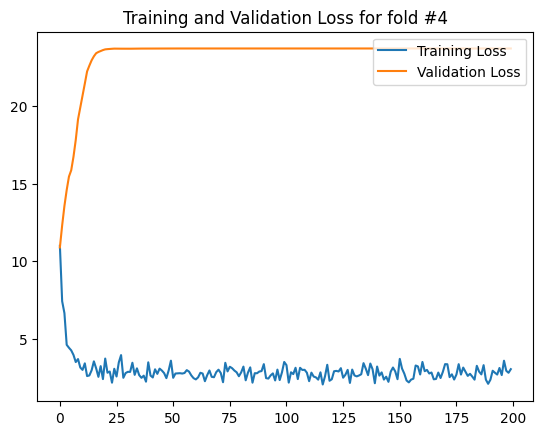 Training and Validation Loss for fold #4
Training Loss
Validation Loss
20
15
10
5
0 25 50 75 100 125 150 175 200